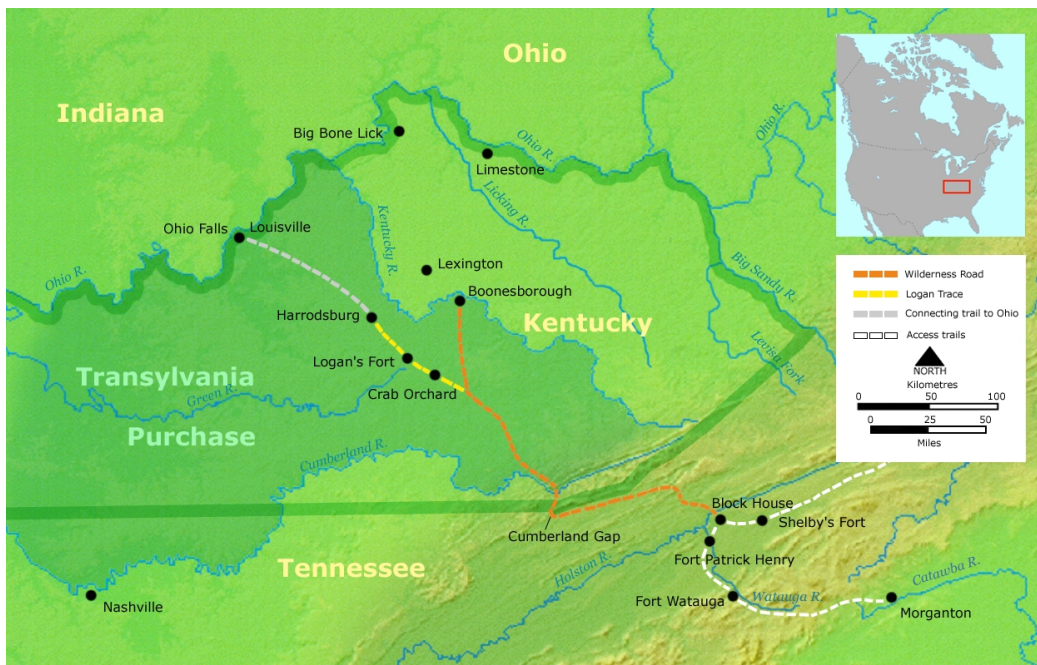 Ohio
Indiana
Big Bone Lick
Ohio R.
Limestone
Ohio R.
Licking R.
Kentucky R.
Ohio Falls
Louisville
Lexington
Ohio R.
Big Sandy R.
Boonesborough
Harrodsburg
Kentucky
Levisa Fork
Logan's Fort
Transylvania
Green R.
Crab Orchard
Purchase
Cumberland R.
Wilderness Road
Logan Trace
Connecting trail to Ohio
Access trails
NORTH
Kilometres
0 50 100
0 25 50
Miles
Block House
Shelby's Fort
Cumberland Gap
Fort Patrick Henry
Holston R.
Tennessee
Catawba R.
Fort Watauga
Watauga R.
Nashville
Morganton